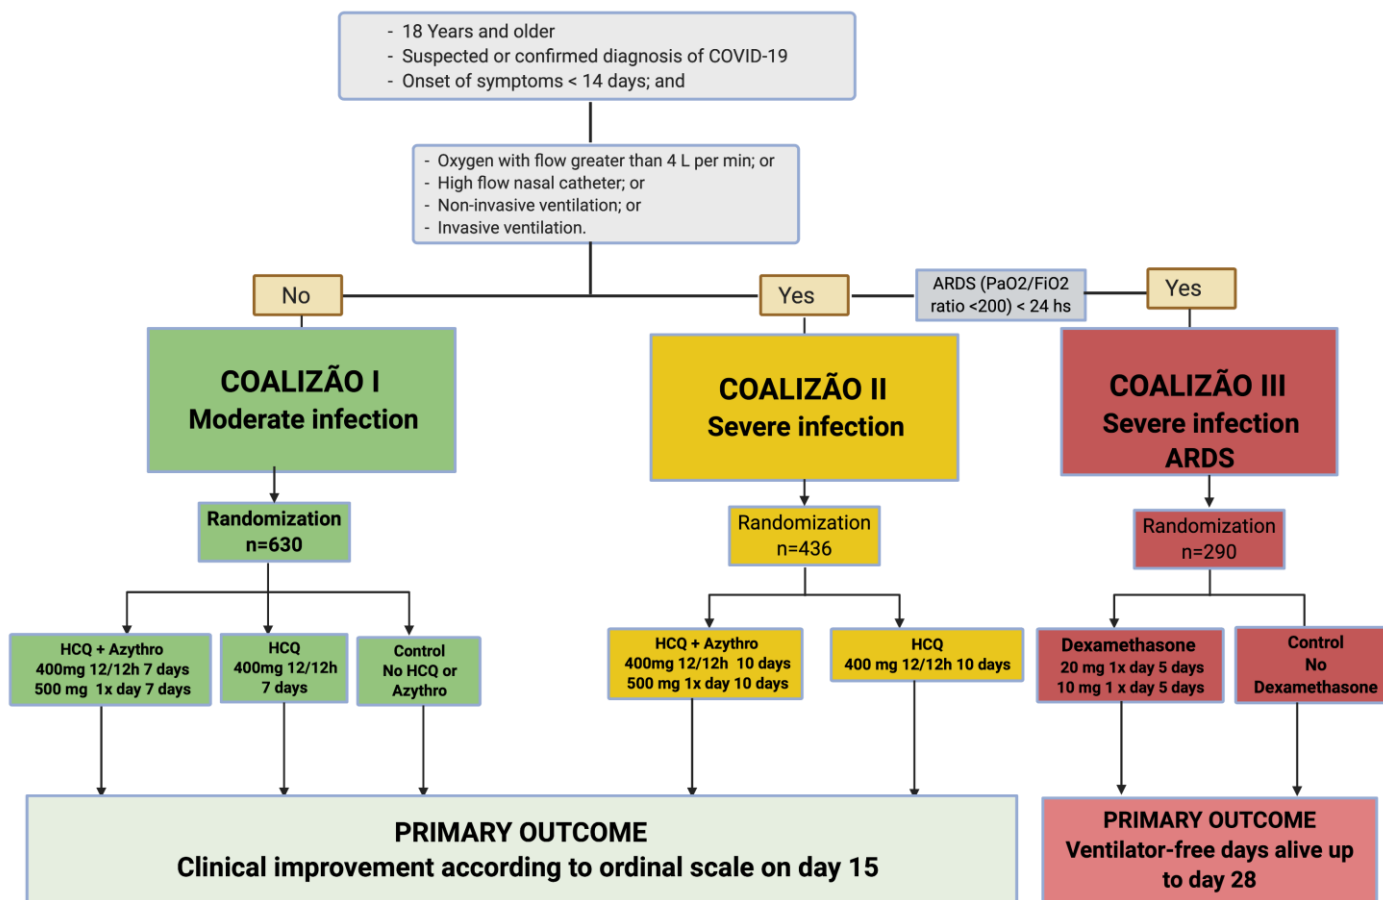 - 18 Years and older
- Suspected or confirmed diagnosis of COVID-19
- Onset of symptoms < 14 days; and
- Oxygen with flow greater than 4 L per min; or
- High flow nasal catheter; or
- Non-invasive ventilation; or
- Invasive ventilation.
No
Yes
ARDS (PaO2/FiO2
ratio <200) < 24 hs
Yes
COALIZÃO I
Moderate infection
COALIZÃO II
Severe infection
COALIZÃO III
Severe infection
ARDS
Randomization
n=630
Randomization
n=436
Randomization
n=290
HCQ + Azythro
400mg 12/12h 7 days
500 mg 1x day 7 days
HCQ
400mg 12/12h
7 days
Control
No HCQ or
Azythro
HCQ + Azythro
400mg 12/12h 10 days
500 mg 1x day 10 days
HCQ
400 mg 12/12h 10 days
Dexamethasone
20 mg 1x day 5 days
10 mg 1 x day 5 days
Control
No
Dexamethasone
PRIMARY OUTCOME
Clinical improvement according to ordinal scale on day 15
PRIMARY OUTCOME
Ventilator-free days alive up
to day 28